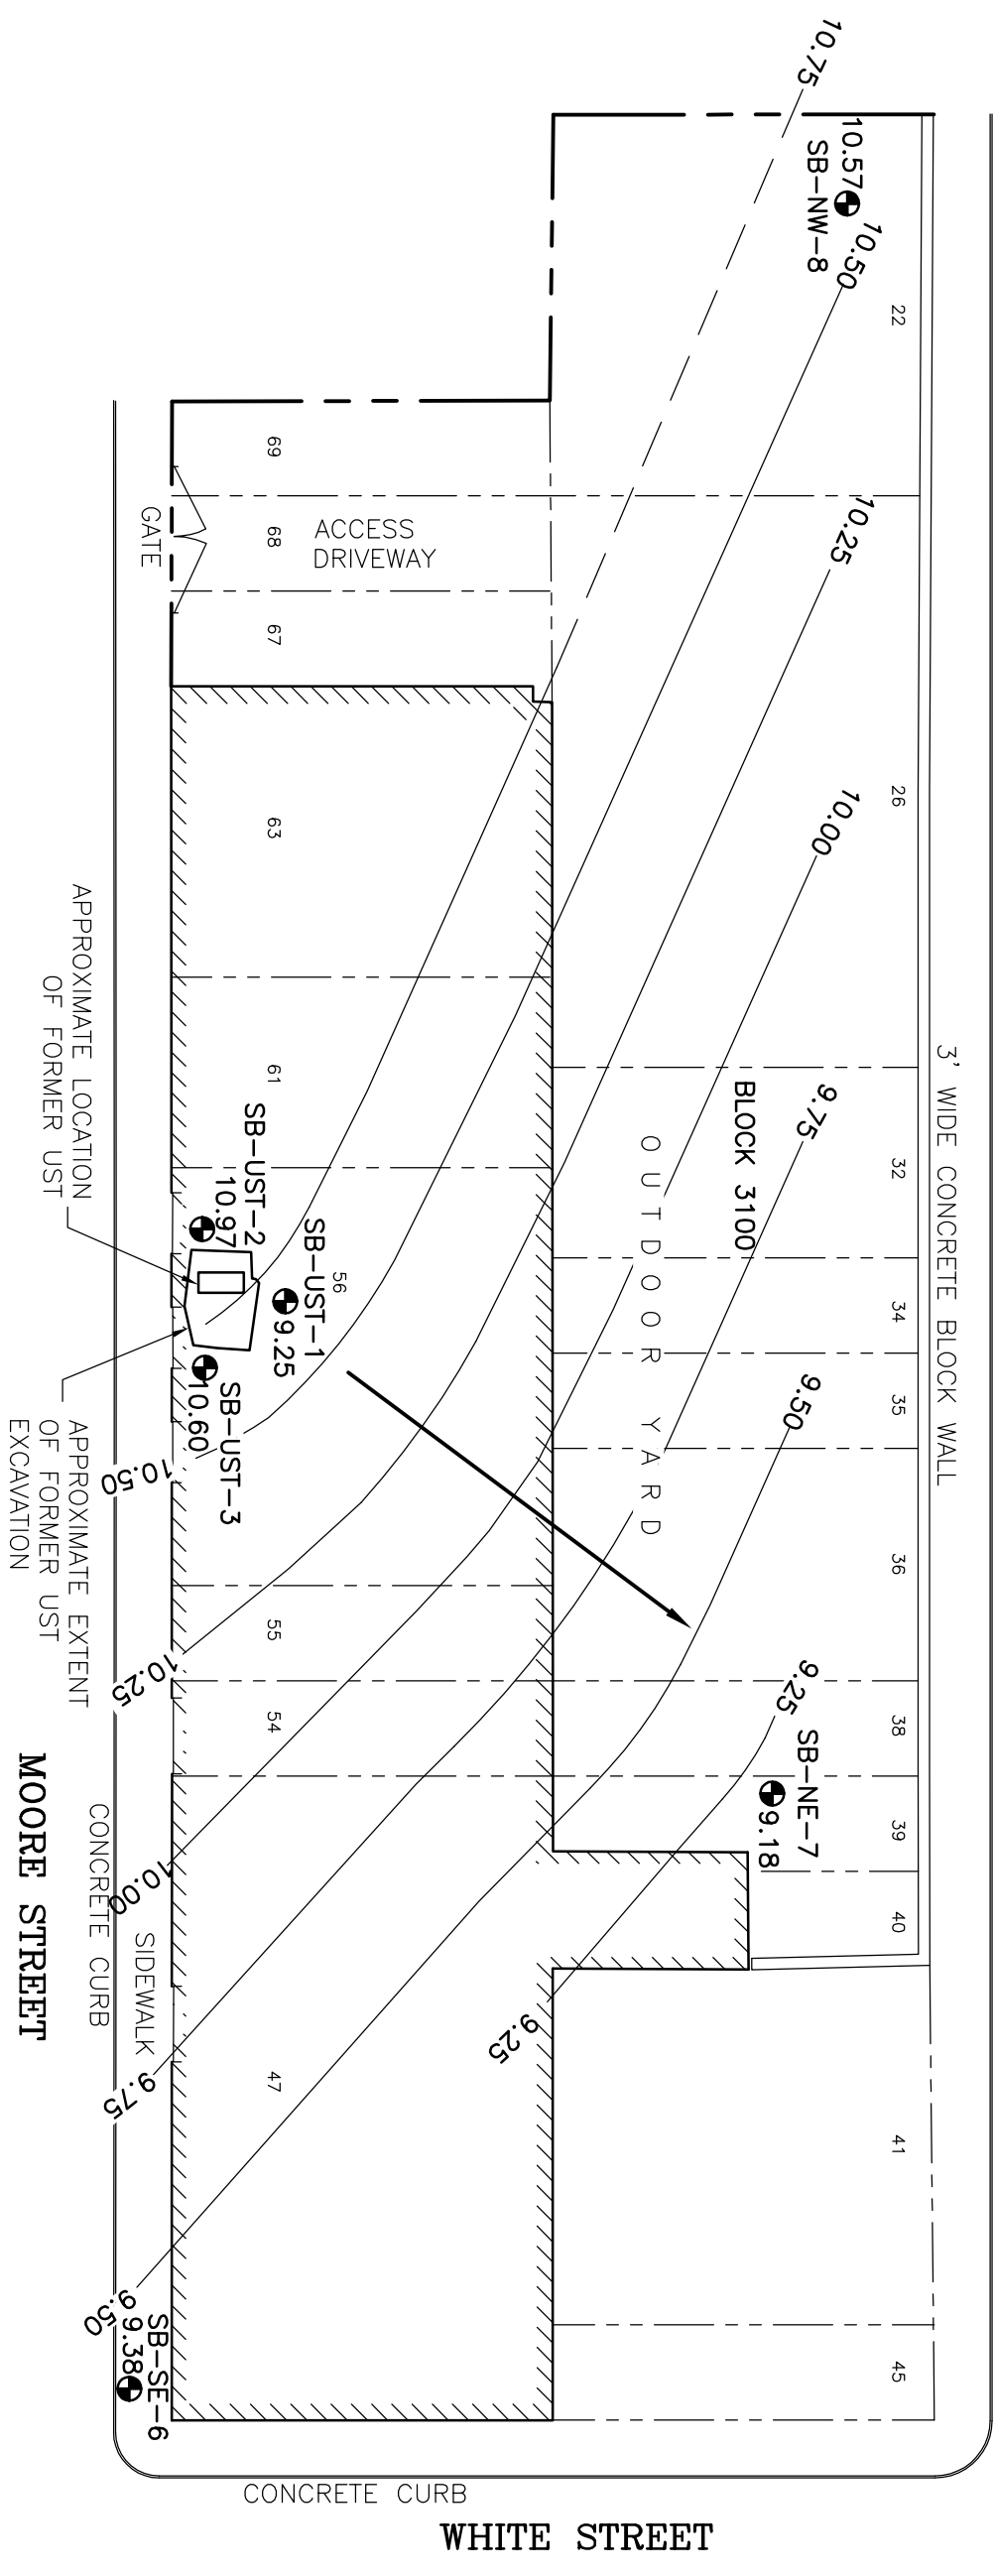 10.75
10.57
SB-NW-8
10.50
22
69
GATE
68
ACCESS
DRIVEWAY
10.25
67
63
10.00
26
APPROXIMATE LOCATION
OF FORMER UST
61
3' WIDE CONCRETE BLOCK WALL
BLOCK 3100
OUTDOOR YARD
9.75
32
SB-UST-2
10.97
SB-UST-1
9.25
56
34
SB-UST-3
10.60
35
9.50
10.50
APPROXIMATE EXTENT
OF FORMER UST
EXCAVATION
36
55
10.25
54
9.25
38
SB-NE-7
9.18
39
10.00
40
MOORE STREET
CONCRETE CURB
SIDEWALK
9.25
9.75
47
41
9.50
SB-SE-6
9.38
45
CONCRETE CURB
WHITE STREET